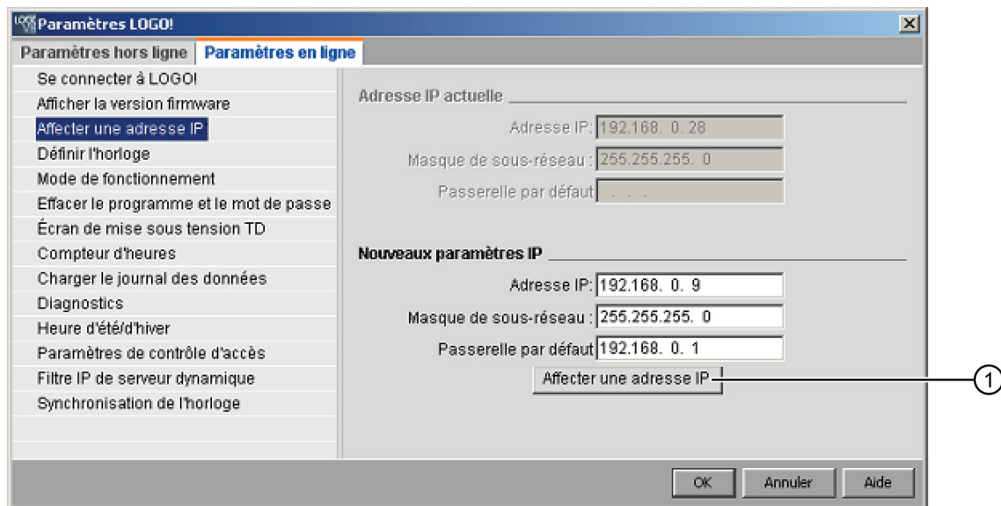 Paramètres LOGO!
Paramètres hors ligne
Paramètres en ligne
Se connecter à LOGO!
Afficher la version firmware
Affecter une adresse IP
Définir l'horloge
Mode de fonctionnement
Effacer le programme et le mot de passe
Écran de mise sous tension TD
Compteur d'heures
Charger le journal des données
Diagnostics
Heure d'été/d'hiver
Paramètres de contrôle d'accès
Filtre IP de serveur dynamique
Synchronisation de l'horloge
Adresse IP actuelle
Adresse IP: 192.168. 0. 28
Masque de sous-réseau : 255.255.255. 0
Passerelle par défaut . . .
Nouveaux paramètres IP
Adresse IP: 192.168. 0. 9
Masque de sous-réseau : 255.255.255. 0
Passerelle par défaut 192.168. 0. 1
Affecter une adresse IP
1
OK
Annuler
Aide